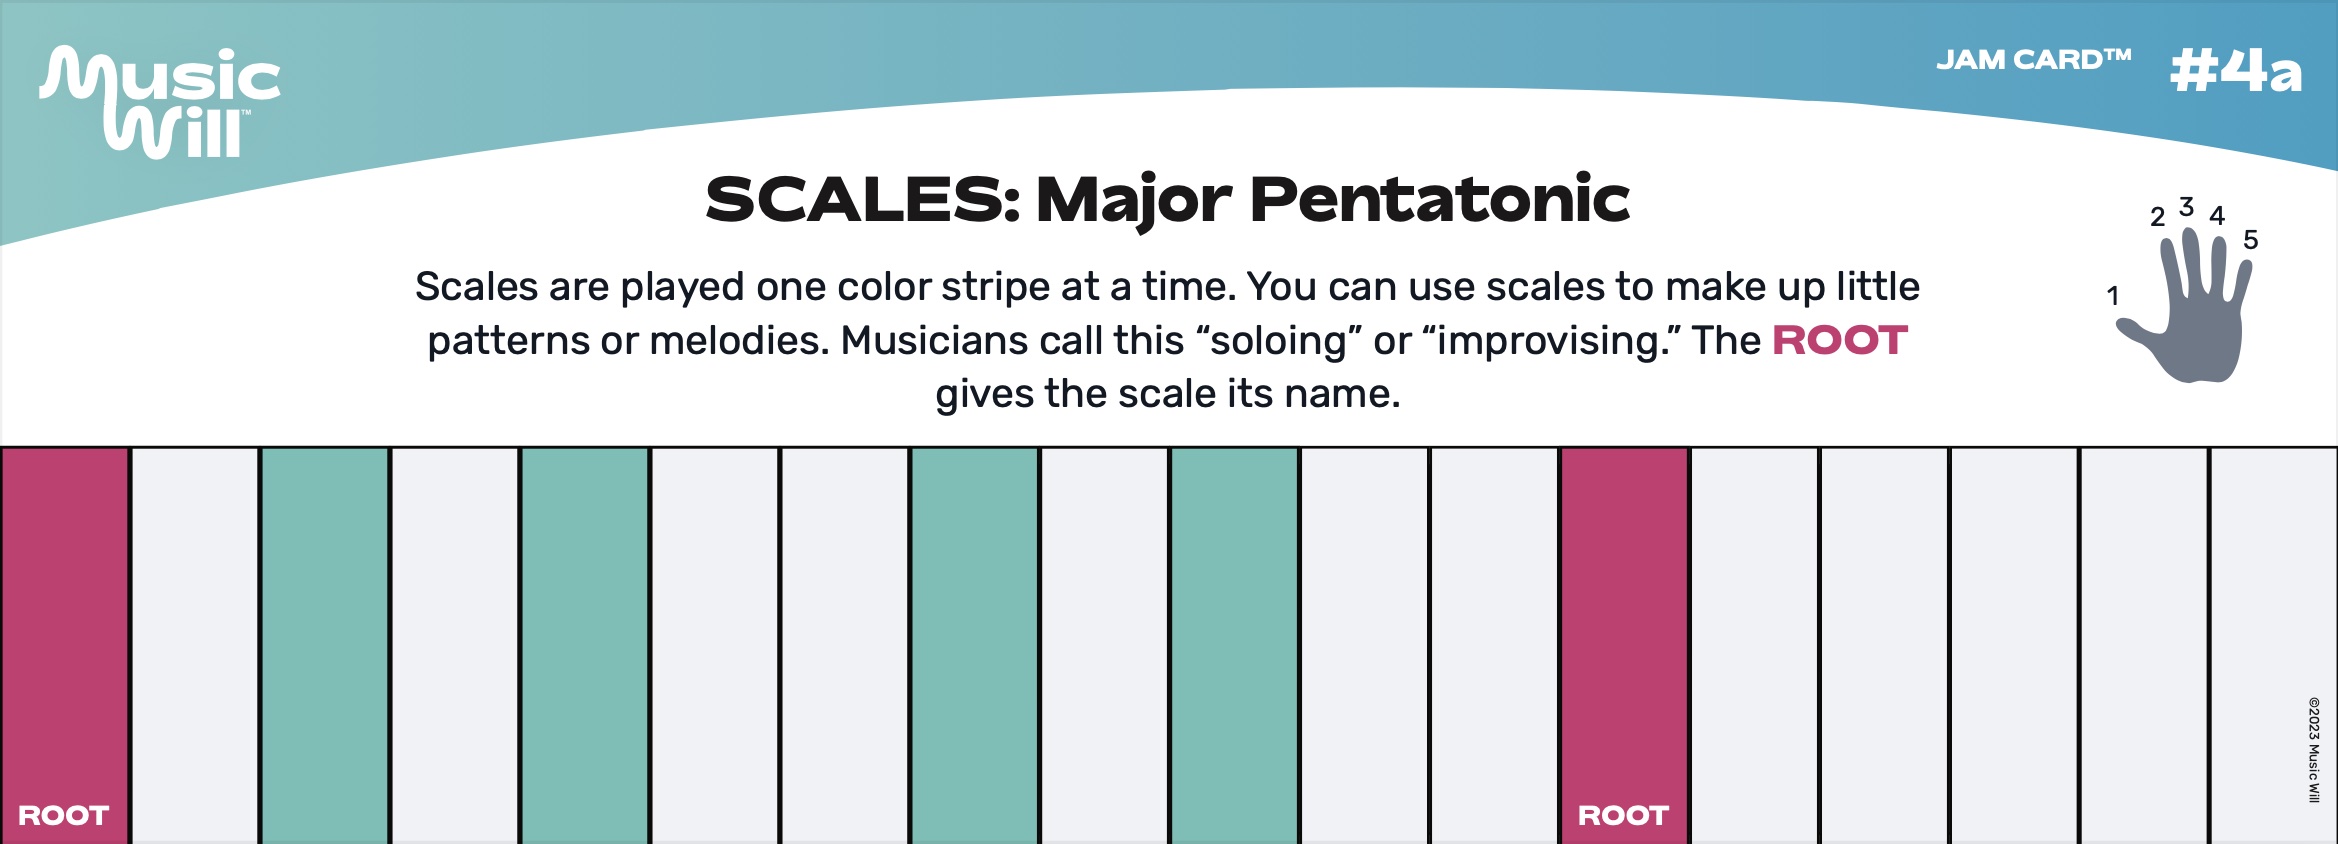 Music
Will™
JAM CARD™ #4a
SCALES: Major Pentatonic
2 3 4
5
1
Scales are played one color stripe at a time. You can use scales to make up little
patterns or melodies. Musicians call this “soloing” or “improvising.” The ROOT
gives the scale its name.
ROOT
ROOT
©2023 Music Will